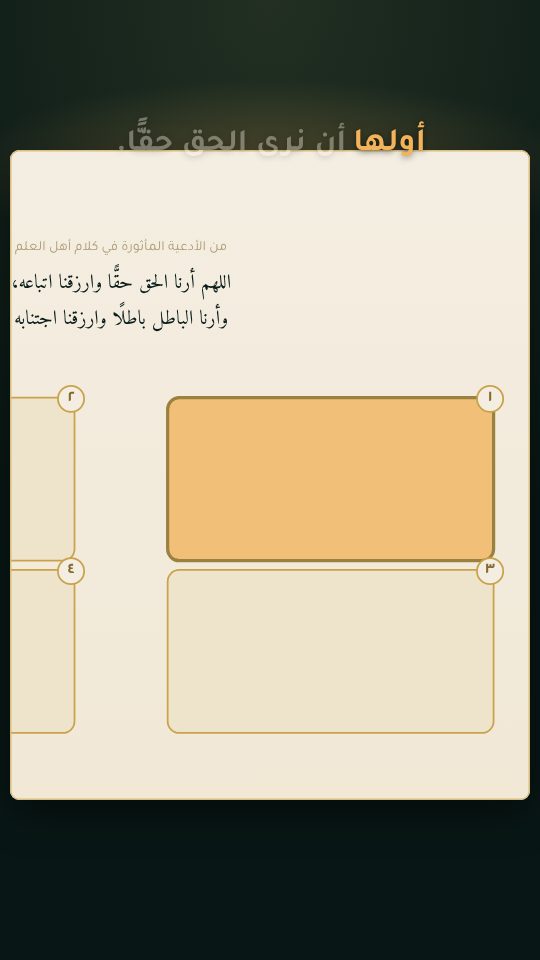 أولها أن نرى الحق حقًّا.
من الأدعية المأثورة في كلام أهل العلم
اللهم أرنا الحق حقًّا وارزقنا اتباعه،
وأرنا الباطل باطلًا وارزقنا اجتنابه
١
٢
٣
٤